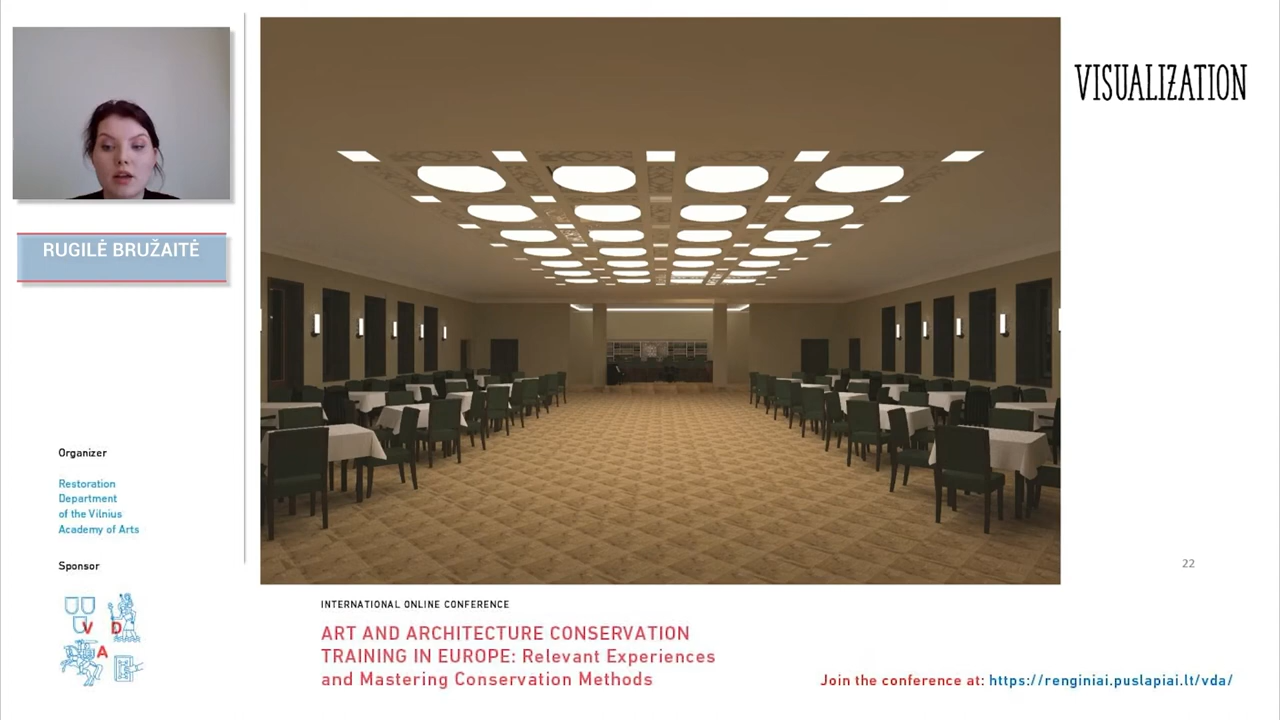 VISUALIZATION
RUGILĖ BRUŽAITĖ
Organizer
Restoration
Department
of the Vilnius
Academy of Arts
Sponsor
V D
A
22
INTERNATIONAL ONLINE CONFERENCE
ART AND ARCHITECTURE CONSERVATION
TRAINING IN EUROPE: Relevant Experiences
and Mastering Conservation Methods
Join the conference at: https://renginiai.puslapiai.lt/vda/